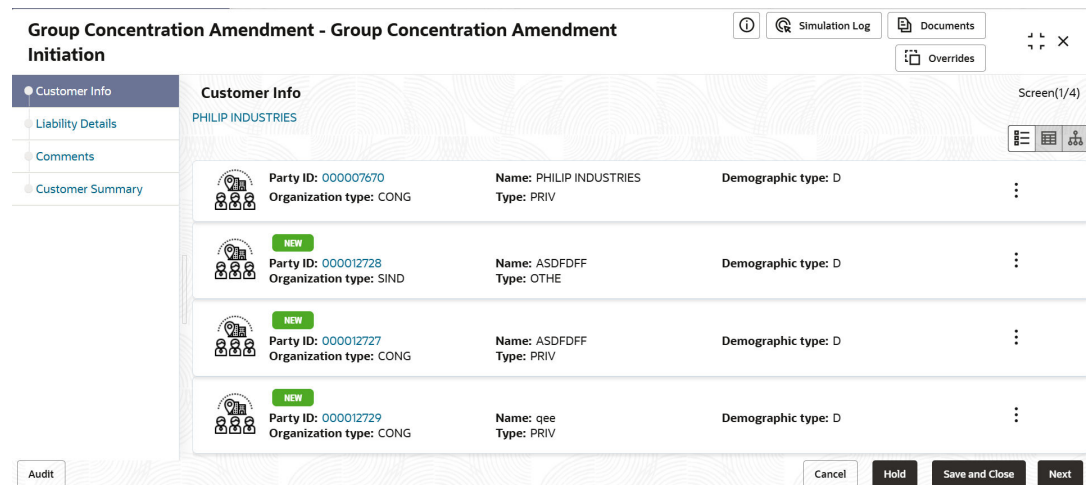 Group Concentration Amendment - Group Concentration Amendment
Initiation
Simulation Log
Documents
Overrides
Customer Info
Liability Details
Comments
Customer Summary
Customer Info
Screen(1/4)
PHILIP INDUSTRIES
Party ID: 000007670 Name: PHILIP INDUSTRIES Demographic type: D
Organization type: CONG Type: PRIV
NEW
Party ID: 000012728 Name: ASDFDFF Demographic type: D
Organization type: SIND Type: OTHE
NEW
Party ID: 000012727 Name: ASDFDFF Demographic type: D
Organization type: CONG Type: PRIV
NEW
Party ID: 000012729 Name: qee Demographic type: D
Organization type: CONG Type: PRIV
Audit Cancel Hold Save and Close Next